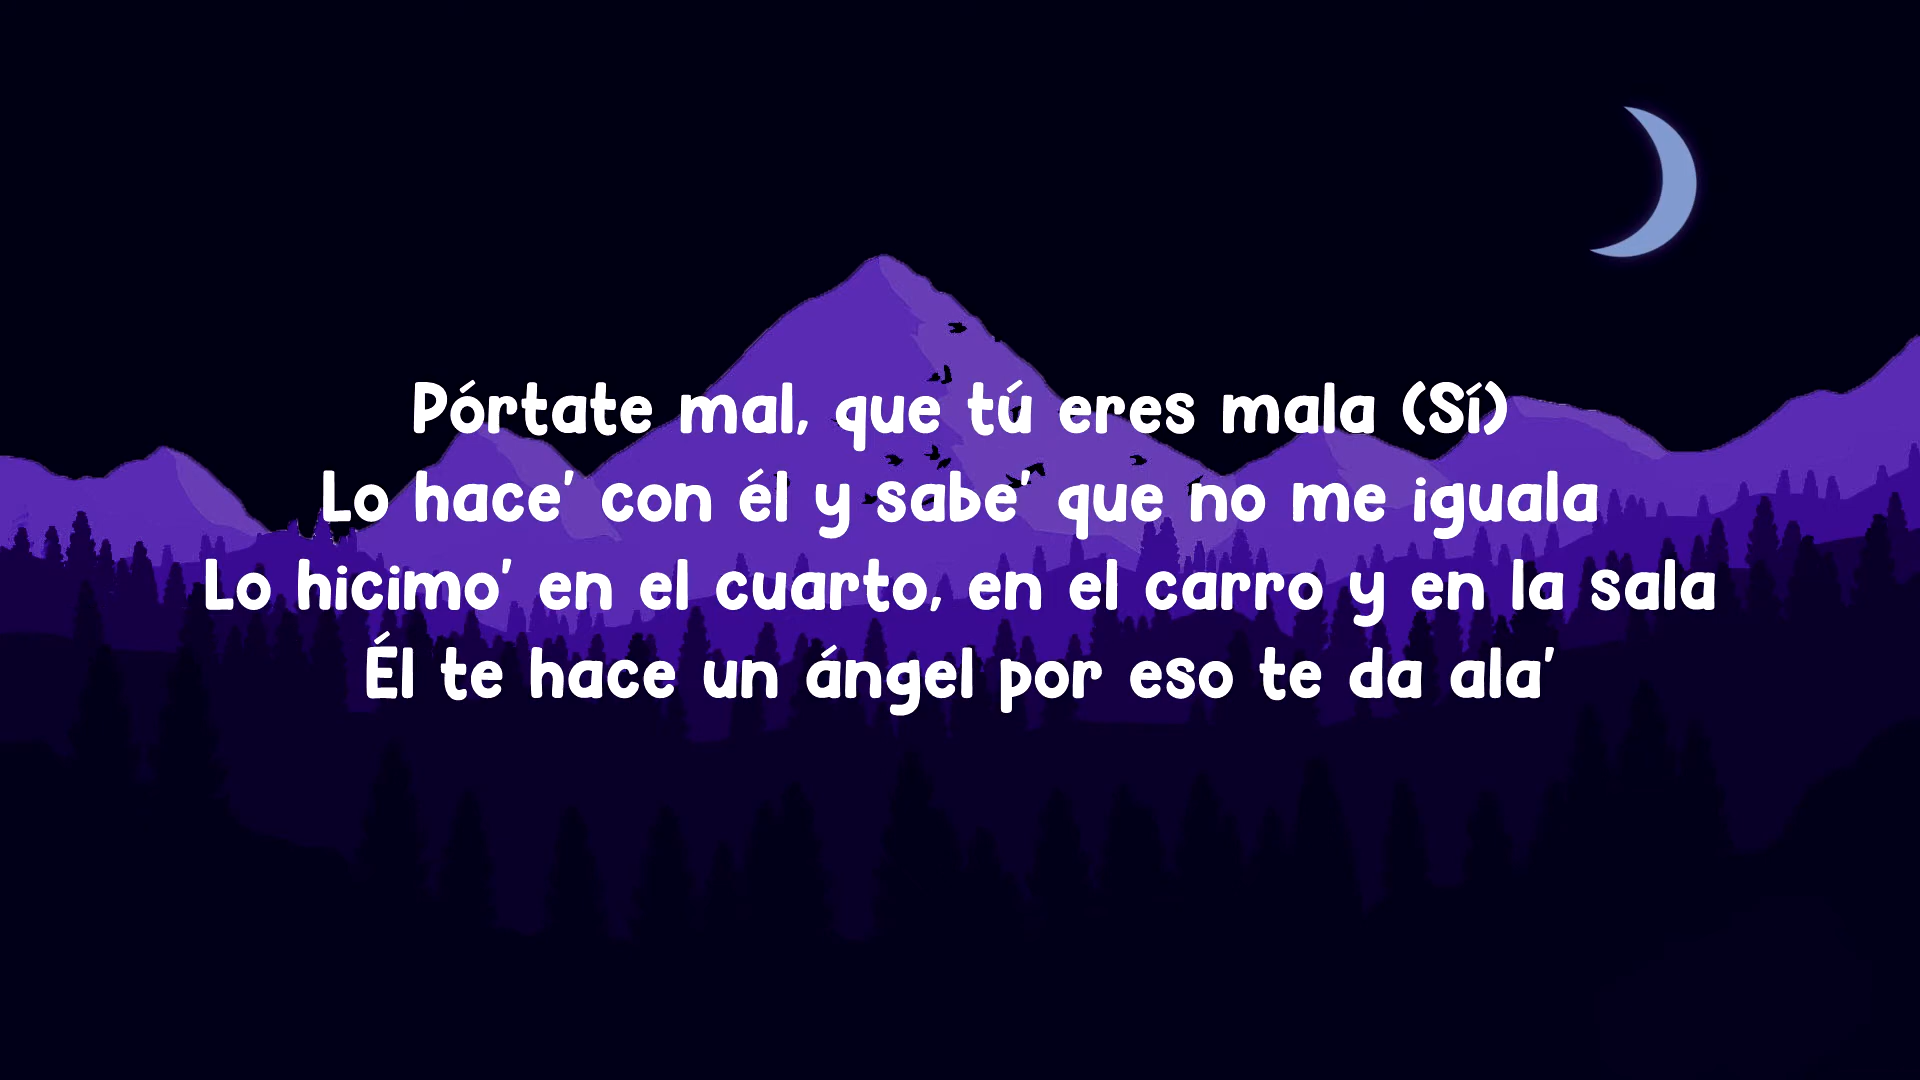 Pórtate mal, que tú eres mala (Sí)
Lo hace' con él y sabe' que no me iguala
Lo hicimo' en el cuarto, en el carro y en la sala
Él te hace un ángel por eso te da ala'